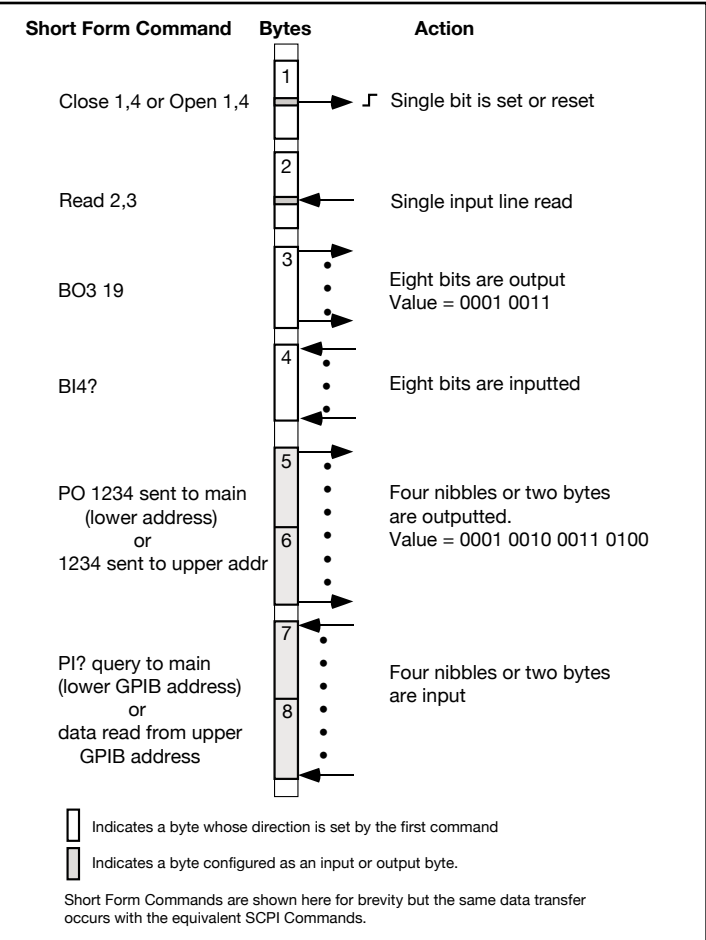 Short Form Command Bytes Action
1
Close 1,4 or Open 1,4 Single bit is set or reset
2
Read 2,3 Single input line read
3
BO3 19 Eight bits are output
Value = 0001 0011
4
BI4? Eight bits are inputted
5
PO 1234 sent to main
(lower address)
or
1234 sent to upper addr
6
Four nibbles or two bytes
are outputted.
Value = 0001 0010 0011 0100
7
PI? query to main
(lower GPIB address)
or
data read from upper
GPIB address
8
Four nibbles or two bytes
are input
Indicates a byte whose direction is set by the first command
Indicates a byte configured as an input or output byte.
Short Form Commands are shown here for brevity but the same data transfer
occurs with the equivalent SCPI Commands.